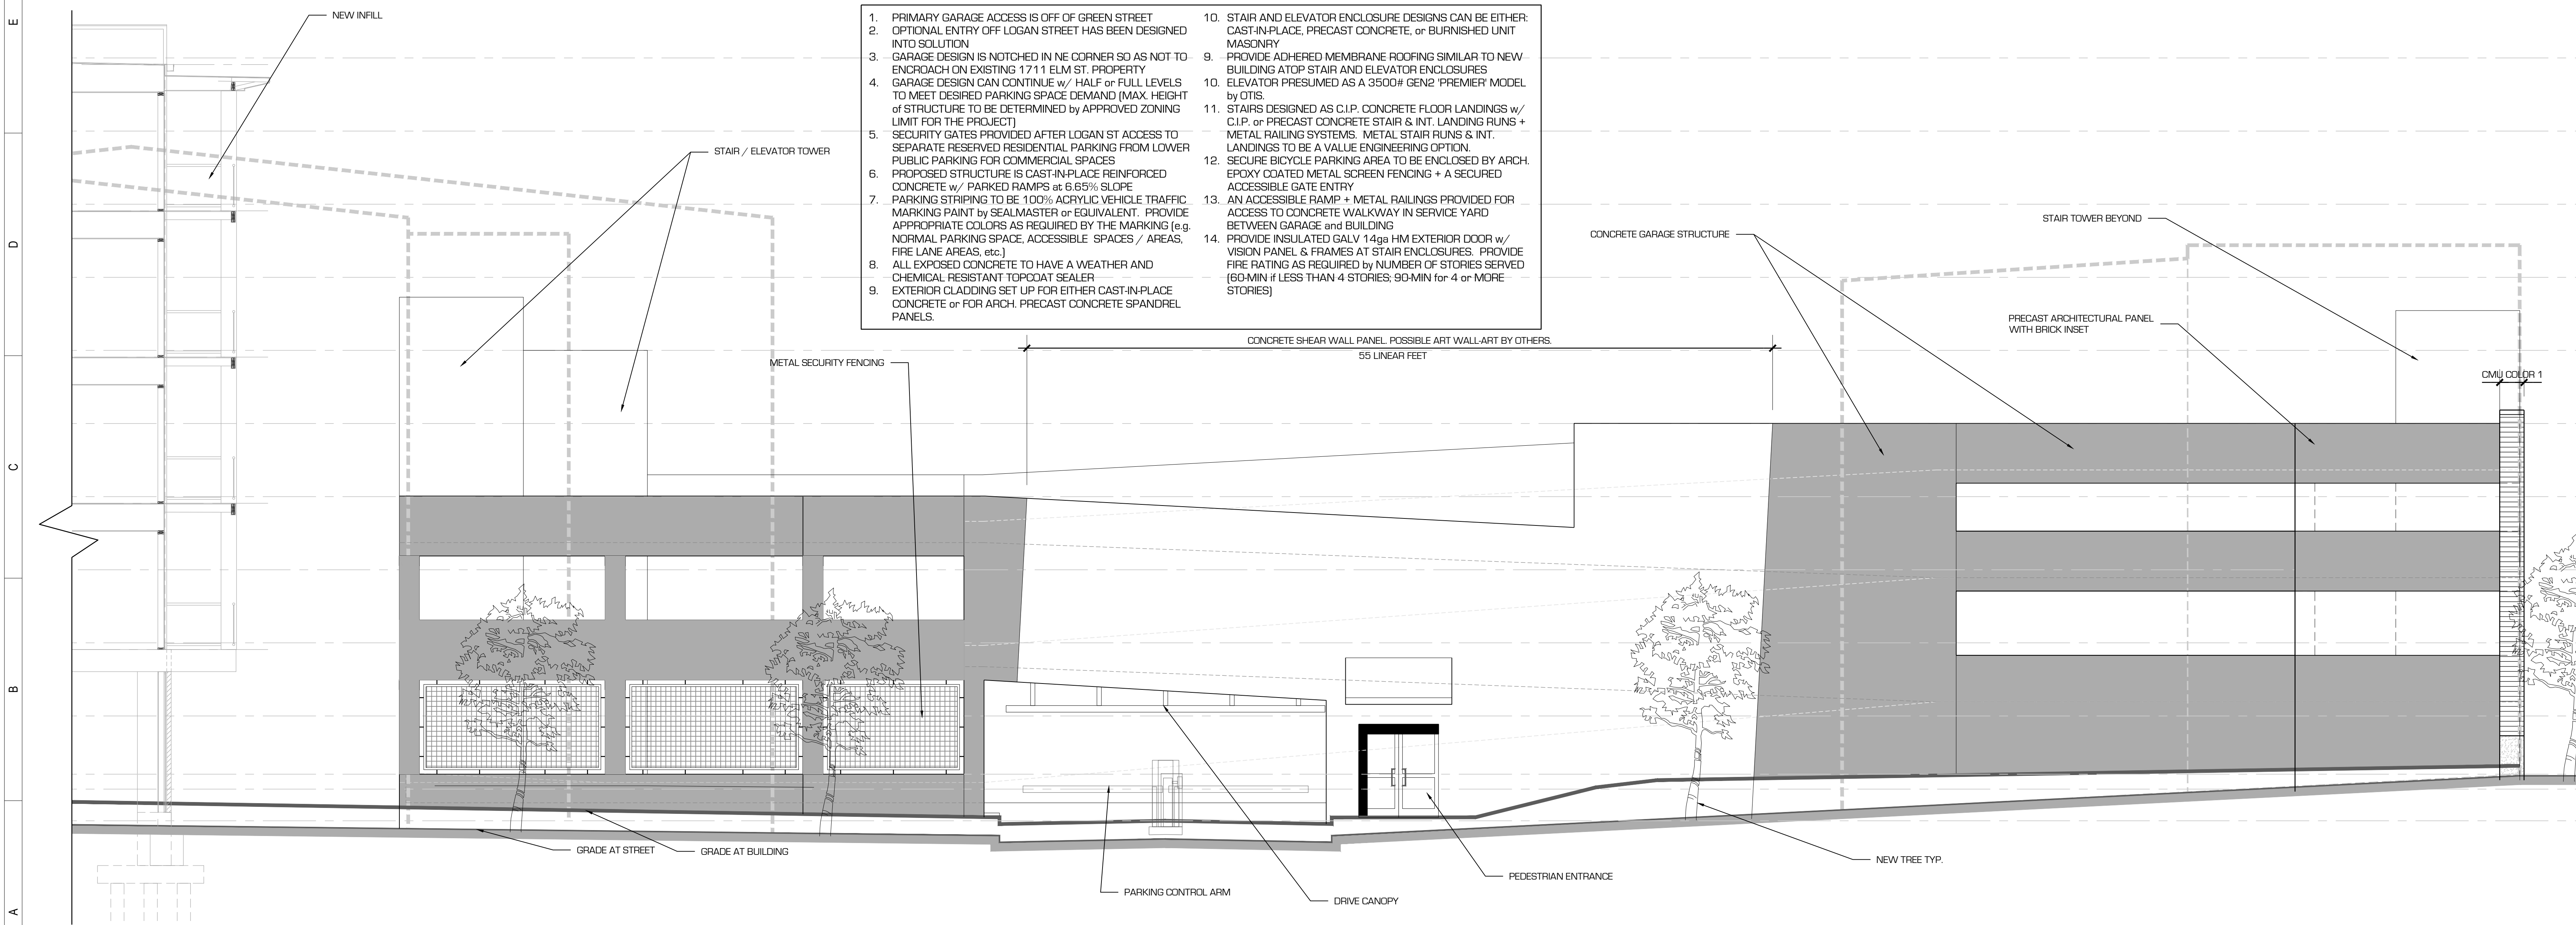 E
D
C
B
A
NEW INFILL
1. PRIMARY GARAGE ACCESS IS OFF OF GREEN STREET
2. OPTIONAL ENTRY OFF LOGAN STREET HAS BEEN DESIGNED
INTO SOLUTION
3. GARAGE DESIGN IS NOTCHED IN NE CORNER SO AS NOT TO
ENCROACH ON EXISTING 1711 ELM ST. PROPERTY
4. GARAGE DESIGN CAN CONTINUE w/ HALF or FULL LEVELS
TO MEET DESIRED PARKING SPACE DEMAND (MAX. HEIGHT
of STRUCTURE TO BE DETERMINED by APPROVED ZONING
LIMIT FOR THE PROJECT)
5. SECURITY GATES PROVIDED AFTER LOGAN ST ACCESS TO
SEPARATE RESERVED RESIDENTIAL PARKING FROM LOWER
PUBLIC PARKING FOR COMMERCIAL SPACES
6. PROPOSED STRUCTURE IS CAST-IN-PLACE REINFORCED
CONCRETE w/ PARKED RAMPS at 6.65% SLOPE
7. PARKING STRIPING TO BE 100% ACRYLIC VEHICLE TRAFFIC
MARKING PAINT by SEALMASTER or EQUIVALENT. PROVIDE
APPROPRIATE COLORS AS REQUIRED BY THE MARKING (e.g.
NORMAL PARKING SPACE, ACCESSIBLE SPACES / AREAS,
FIRE LANE AREAS, etc.)
8. ALL EXPOSED CONCRETE TO HAVE A WEATHER AND
CHEMICAL RESISTANT TOPCOAT SEALER
9. EXTERIOR CLADDING SET UP FOR EITHER CAST-IN-PLACE
CONCRETE or FOR ARCH. PRECAST CONCRETE SPANDREL
PANELS.
10. STAIR AND ELEVATOR ENCLOSURE DESIGNS CAN BE EITHER:
CAST-IN-PLACE, PRECAST CONCRETE, or BURNISHED UNIT
MASONRY
9. PROVIDE ADHERED MEMBRANE ROOFING SIMILAR TO NEW
BUILDING ATOP STAIR AND ELEVATOR ENCLOSURES
10. ELEVATOR PRESUMED AS A 3500# GEN2 'PREMIER' MODEL
by OTIS.
11. STAIRS DESIGNED AS C.I.P. CONCRETE FLOOR LANDINGS w/
C.I.P. or PRECAST CONCRETE STAIR & INT. LANDING RUNS +
METAL RAILING SYSTEMS. METAL STAIR RUNS & INT.
LANDINGS TO BE A VALUE ENGINEERING OPTION.
12. SECURE BICYCLE PARKING AREA TO BE ENCLOSED BY ARCH.
EPOXY COATED METAL SCREEN FENCING + A SECURED
ACCESSIBLE GATE ENTRY
13. AN ACCESSIBLE RAMP + METAL RAILINGS PROVIDED FOR
ACCESS TO CONCRETE WALKWAY IN SERVICE YARD
BETWEEN GARAGE and BUILDING
14. PROVIDE INSULATED GALV 14ga HM EXTERIOR DOOR w/
VISION PANEL & FRAMES AT STAIR ENCLOSURES. PROVIDE
FIRE RATING AS REQUIRED by NUMBER OF STORIES SERVED
(60-MIN if LESS THAN 4 STORIES; 90-MIN for 4 or MORE
STORIES)
STAIR / ELEVATOR TOWER
STAIR TOWER BEYOND
CONCRETE GARAGE STRUCTURE
PRECAST ARCHITECTURAL PANEL
WITH BRICK INSET
CONCRETE SHEAR WALL PANEL. POSSIBLE ART WALL-ART BY OTHERS.
55 LINEAR FEET
METAL SECURITY FENCING
CMU COLOR 1
GRADE AT STREET
GRADE AT BUILDING
NEW TREE TYP.
PEDESTRIAN ENTRANCE
PARKING CONTROL ARM
DRIVE CANOPY